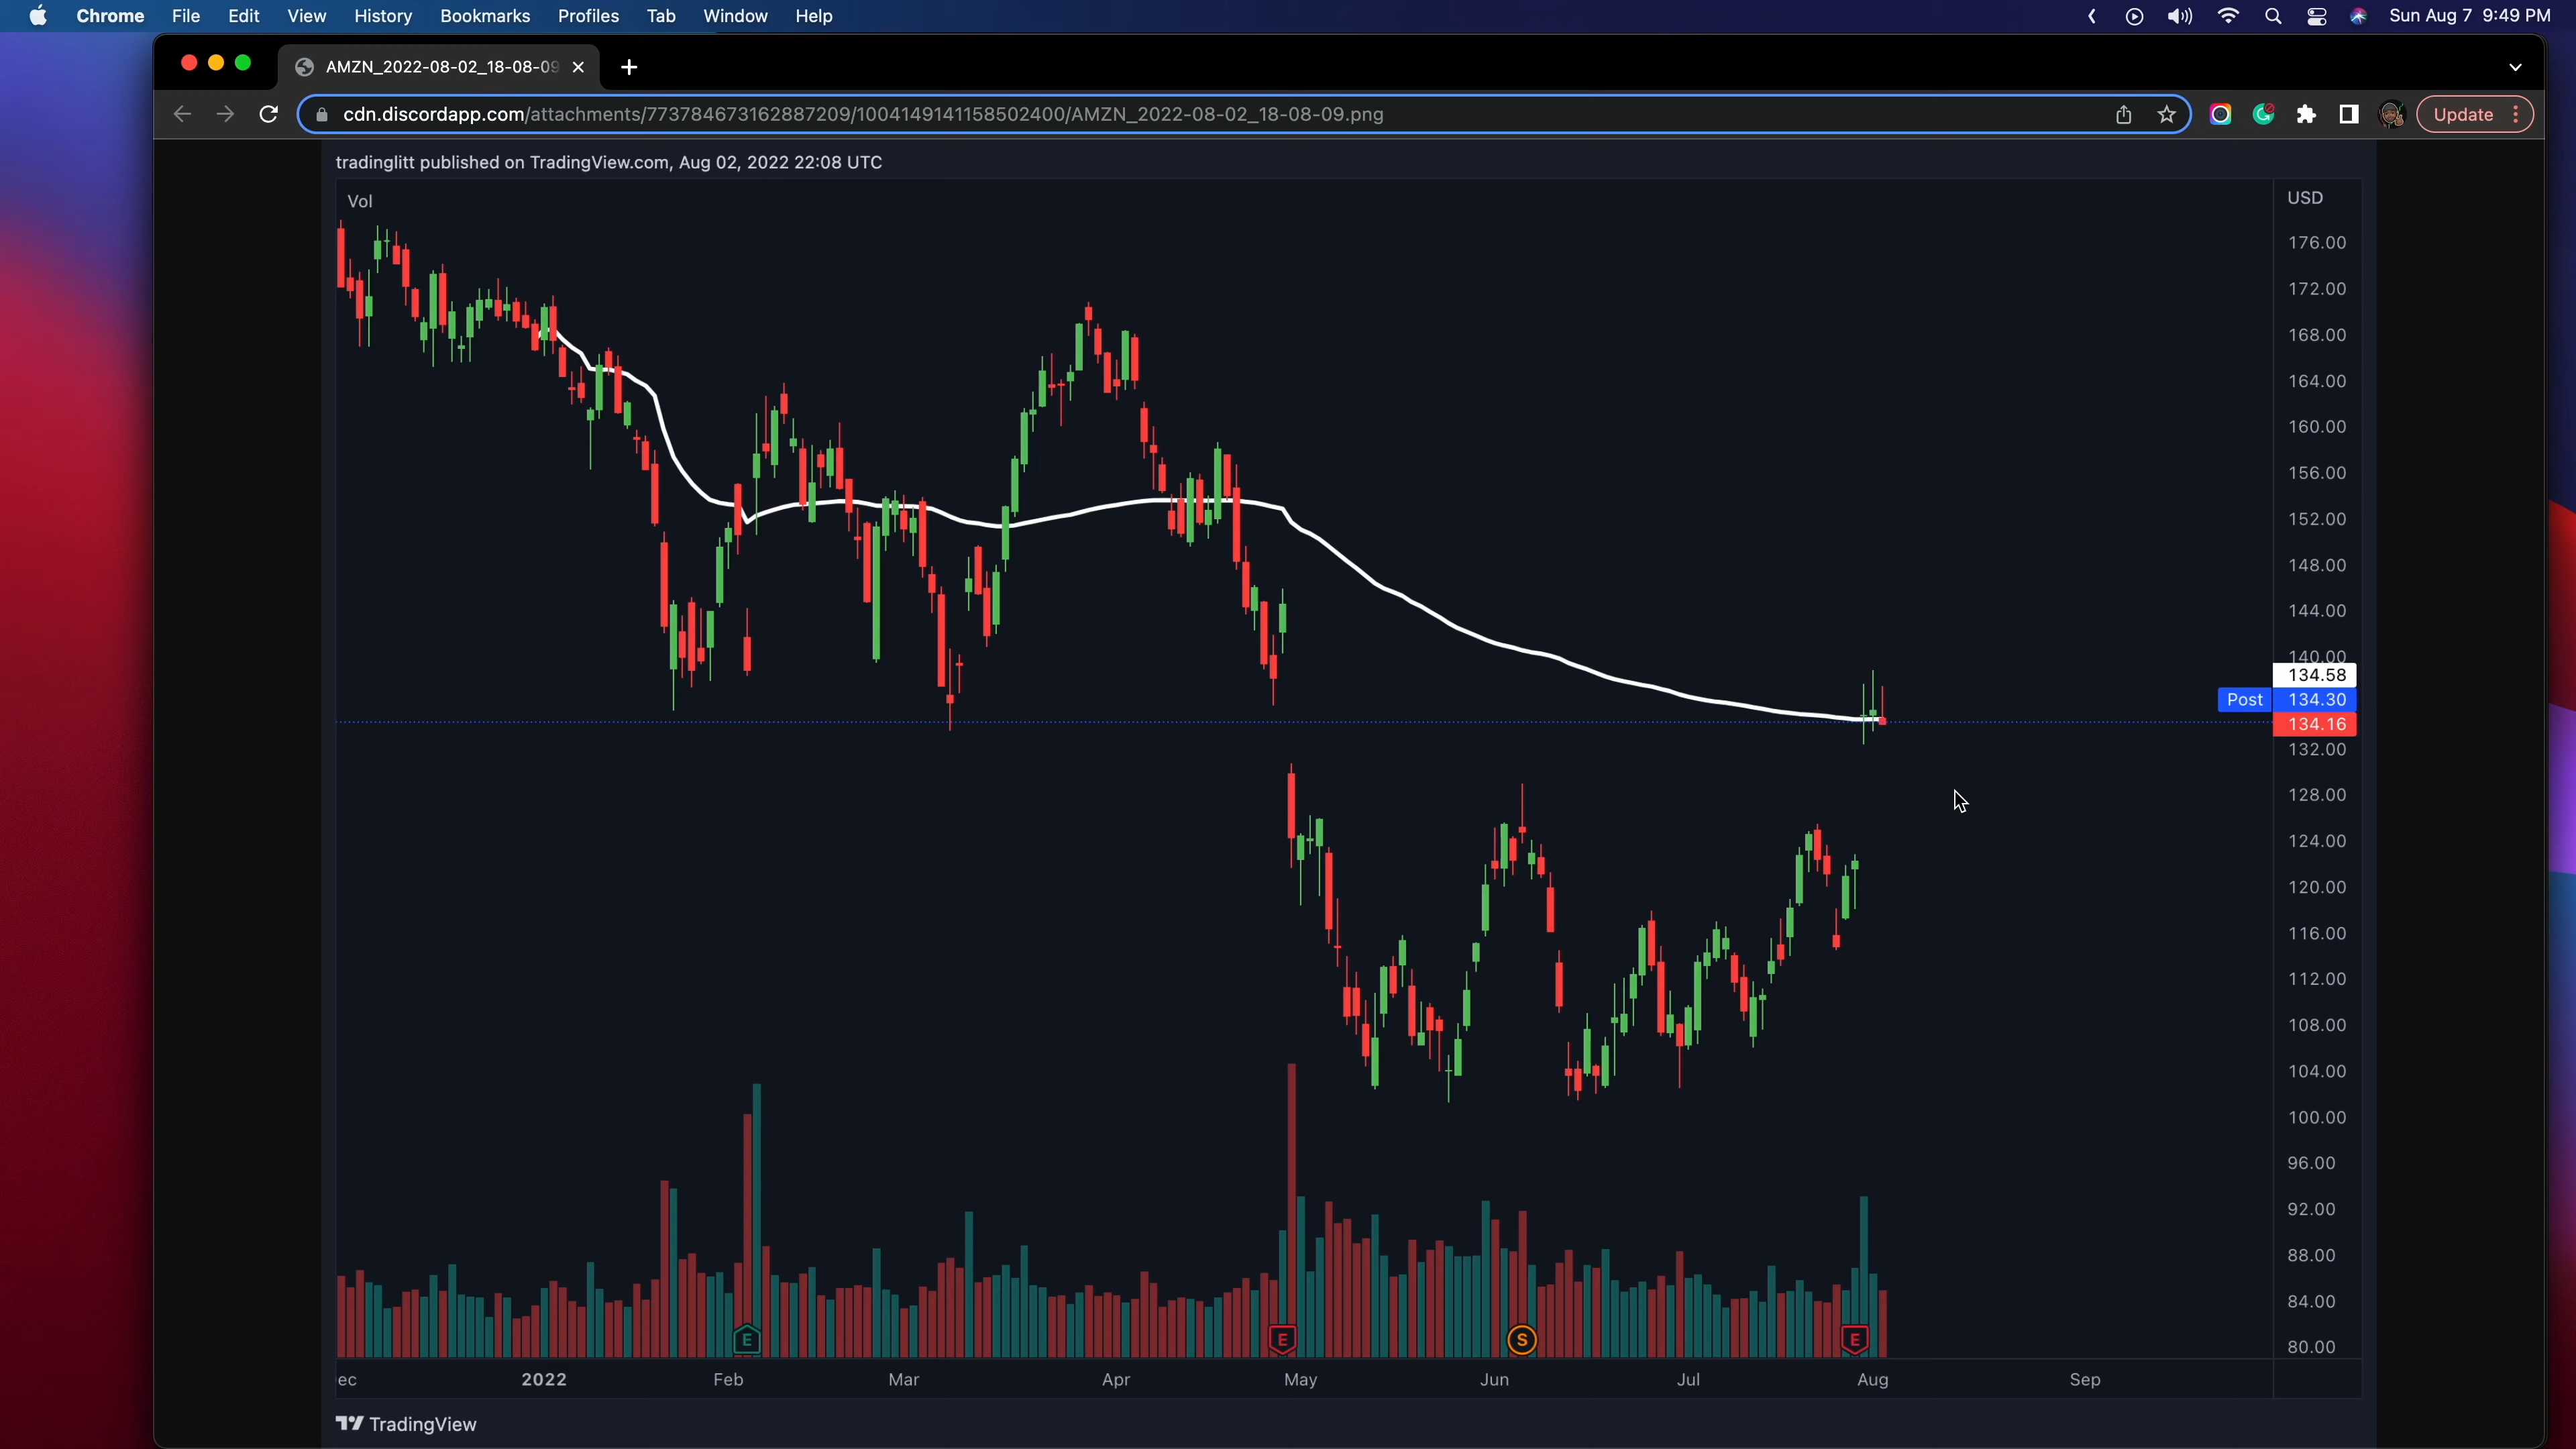 Chrome File Edit View History Bookmarks Profiles Tab Window Help Sun Aug 7 9:49 PM
AMZN_2022-08-02_18-08-09
cdn.discordapp.com/attachments/773784673162887209/1004149141158502400/AMZN_2022-08-02_18-08-09.png Update
tradinglitt published on TradingView.com, Aug 02, 2022 22:08 UTC
Vol
USD
176.00
172.00
168.00
164.00
160.00
156.00
152.00
148.00
144.00
140.00
134.58
Post 134.30
134.16
132.00
128.00
124.00
120.00
116.00
112.00
108.00
104.00
100.00
96.00
92.00
88.00
84.00
80.00
E E S E
ec 2022 Feb Mar Apr May Jun Jul Aug Sep
TradingView